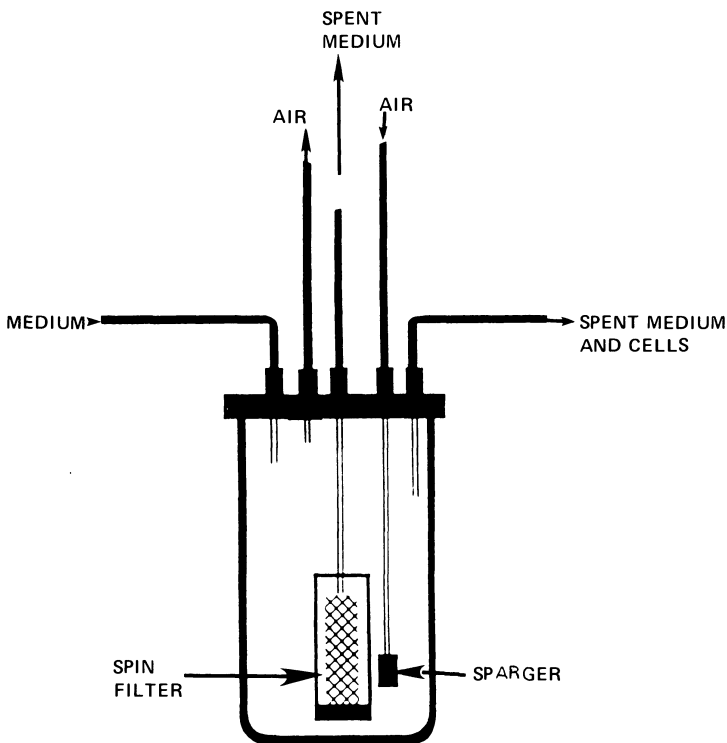 SPENT
MEDIUM
AIR
AIR
MEDIUM
SPENT MEDIUM
AND CELLS
SPIN
FILTER
SPARGER